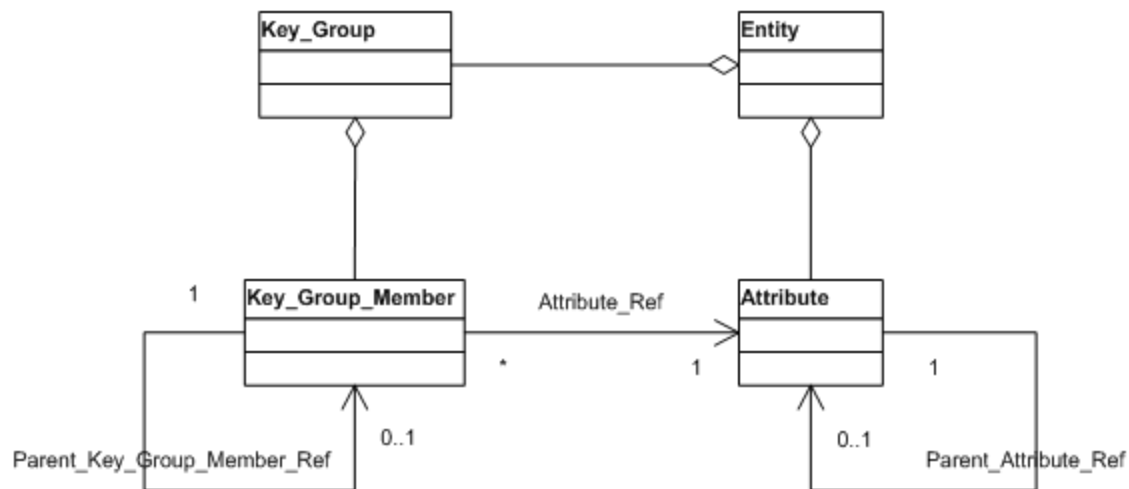 Key_Group
Entity
1
Key_Group_Member
Attribute_Ref
Attribute
*
1
1
0..1
0..1
Parent_Key_Group_Member_Ref
Parent_Attribute_Ref